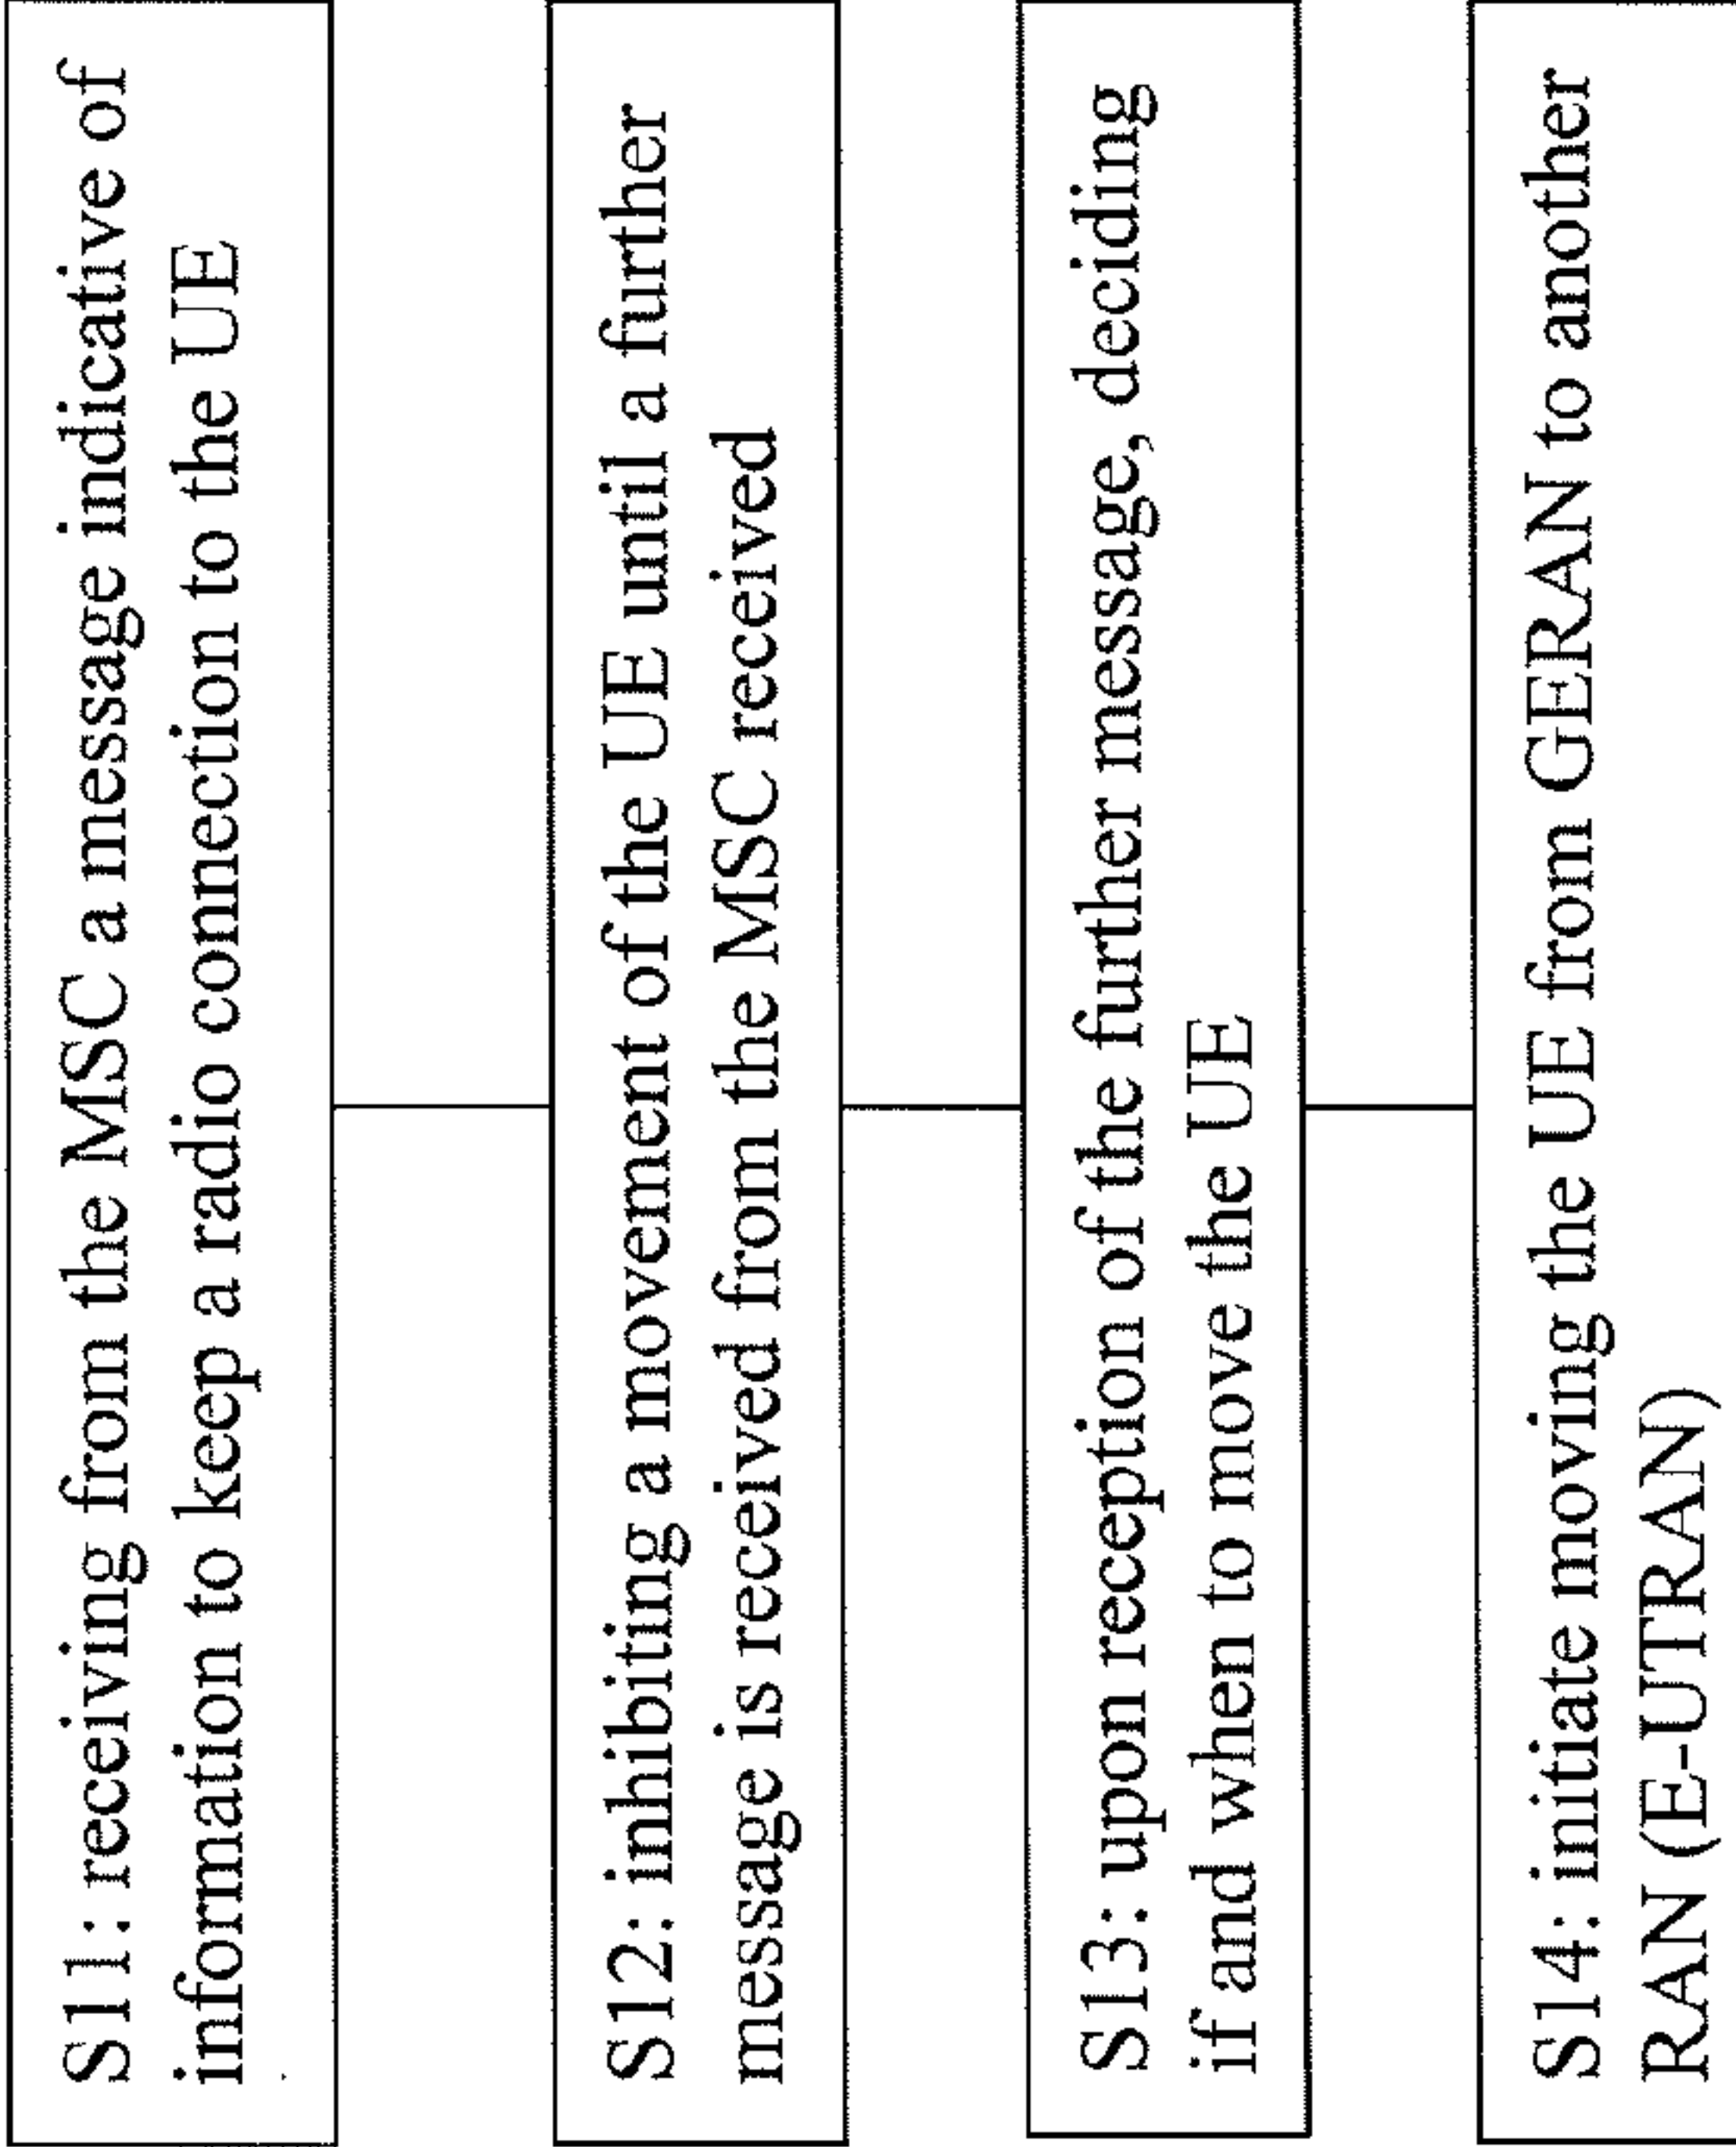 S11: receiving from the MSC a message indicative of
information to keep a radio connection to the UE
S12: inhibiting a movement of the UE until a further
message is received from the MSC received
S13: upon reception of the further message, deciding
if and when to move the UE
S14: initiate moving the UE from GERAN to another
RAN (E-UTRAN)